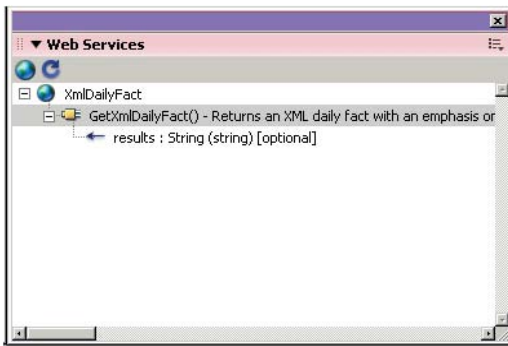 Web Services
XmlDailyFact
GetXmlDailyFact() - Returns an XML daily fact with an emphasis or
results : String (string) [optional]